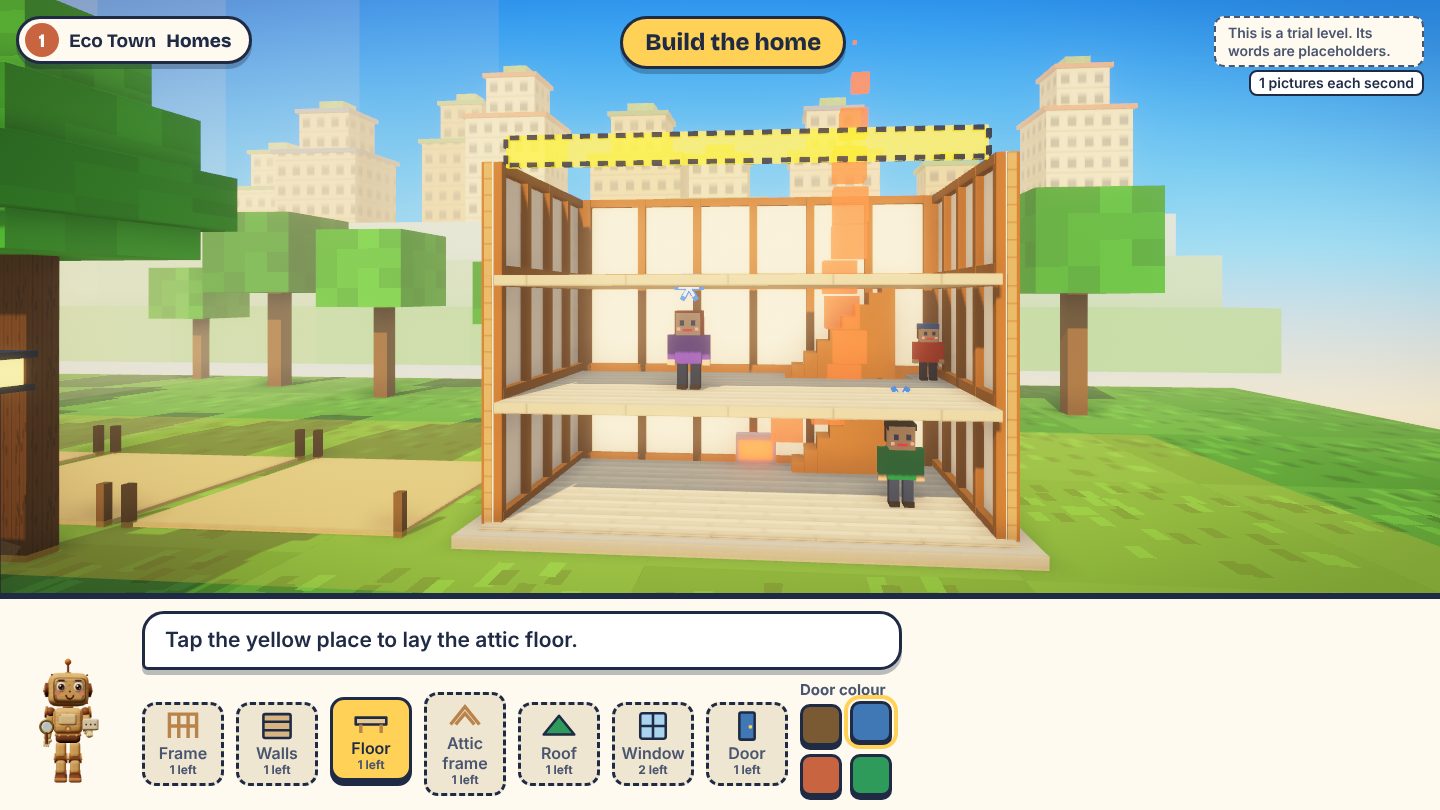 1 Eco Town Homes
Build the home
This is a trial level. Its
words are placeholders.
1 pictures each second
Tap the yellow place to lay the attic floor.
Door colour
Frame
1 left
Walls
1 left
Floor
1 left
Attic
frame
1 left
Roof
1 left
Window
2 left
Door
1 left